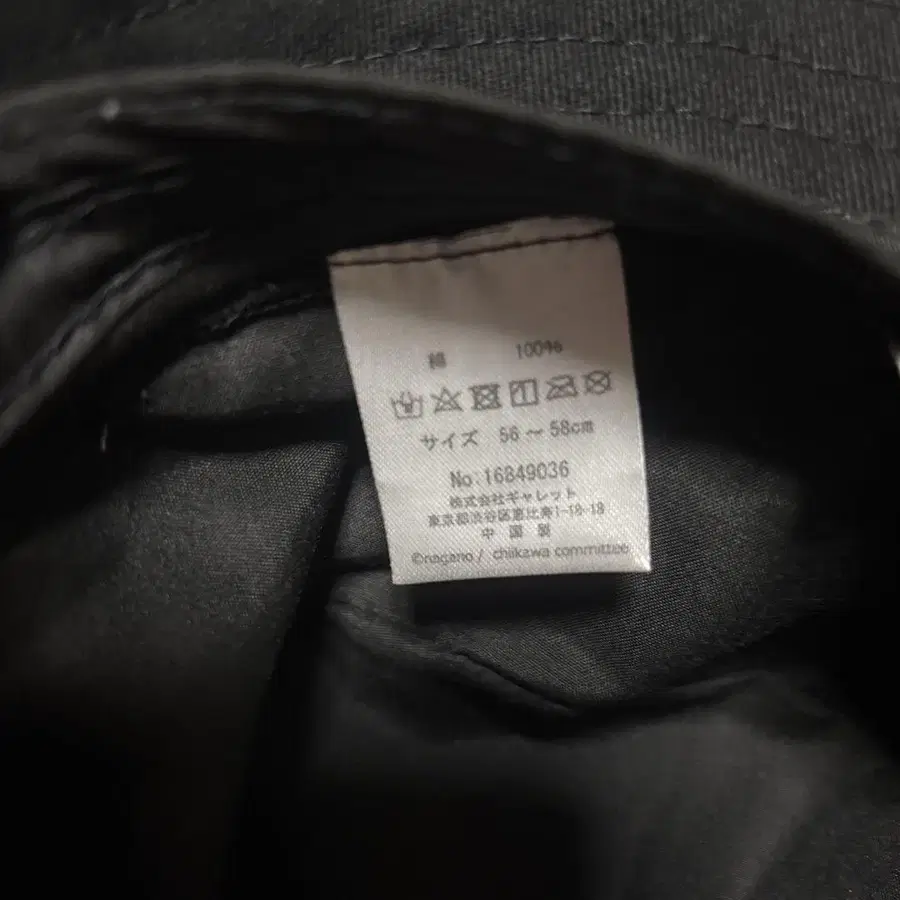 綿 100%
サイズ 56～58cm
No:16849036
株式会社ギャレット
東京都渋谷区恵比寿1-18-18
中国製
©nagano / chiikawa committee